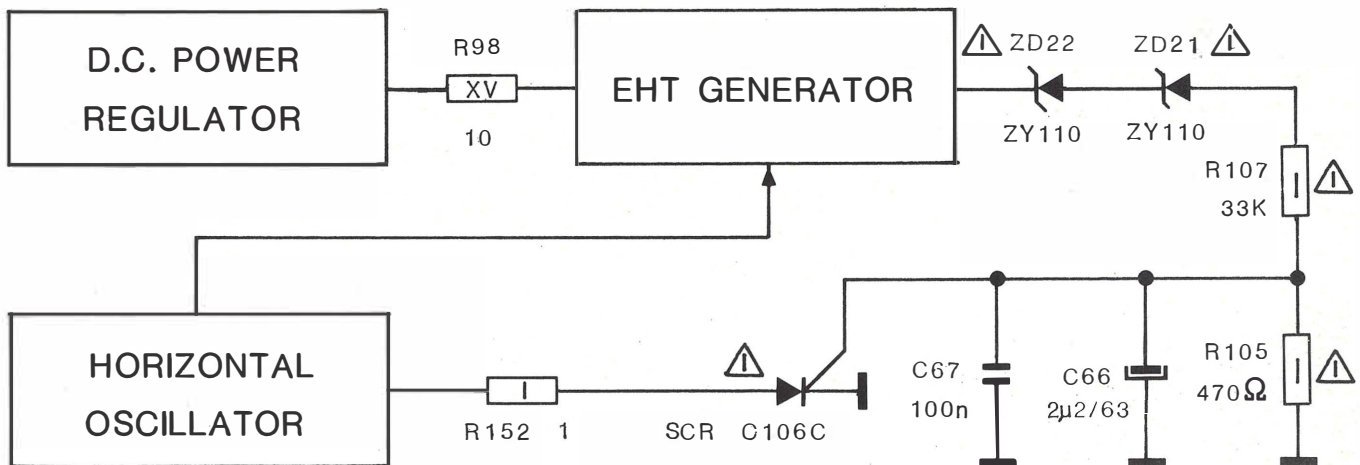 D.C. POWER
REGULATOR
R98
XV
10
EHT GENERATOR
ZD22
ZY110
ZD21
ZY110
R107
33K
HORIZONTAL
OSCILLATOR
R152 1
SCR C106C
C67
100n
C66
2µ2/63
R105
470Ω